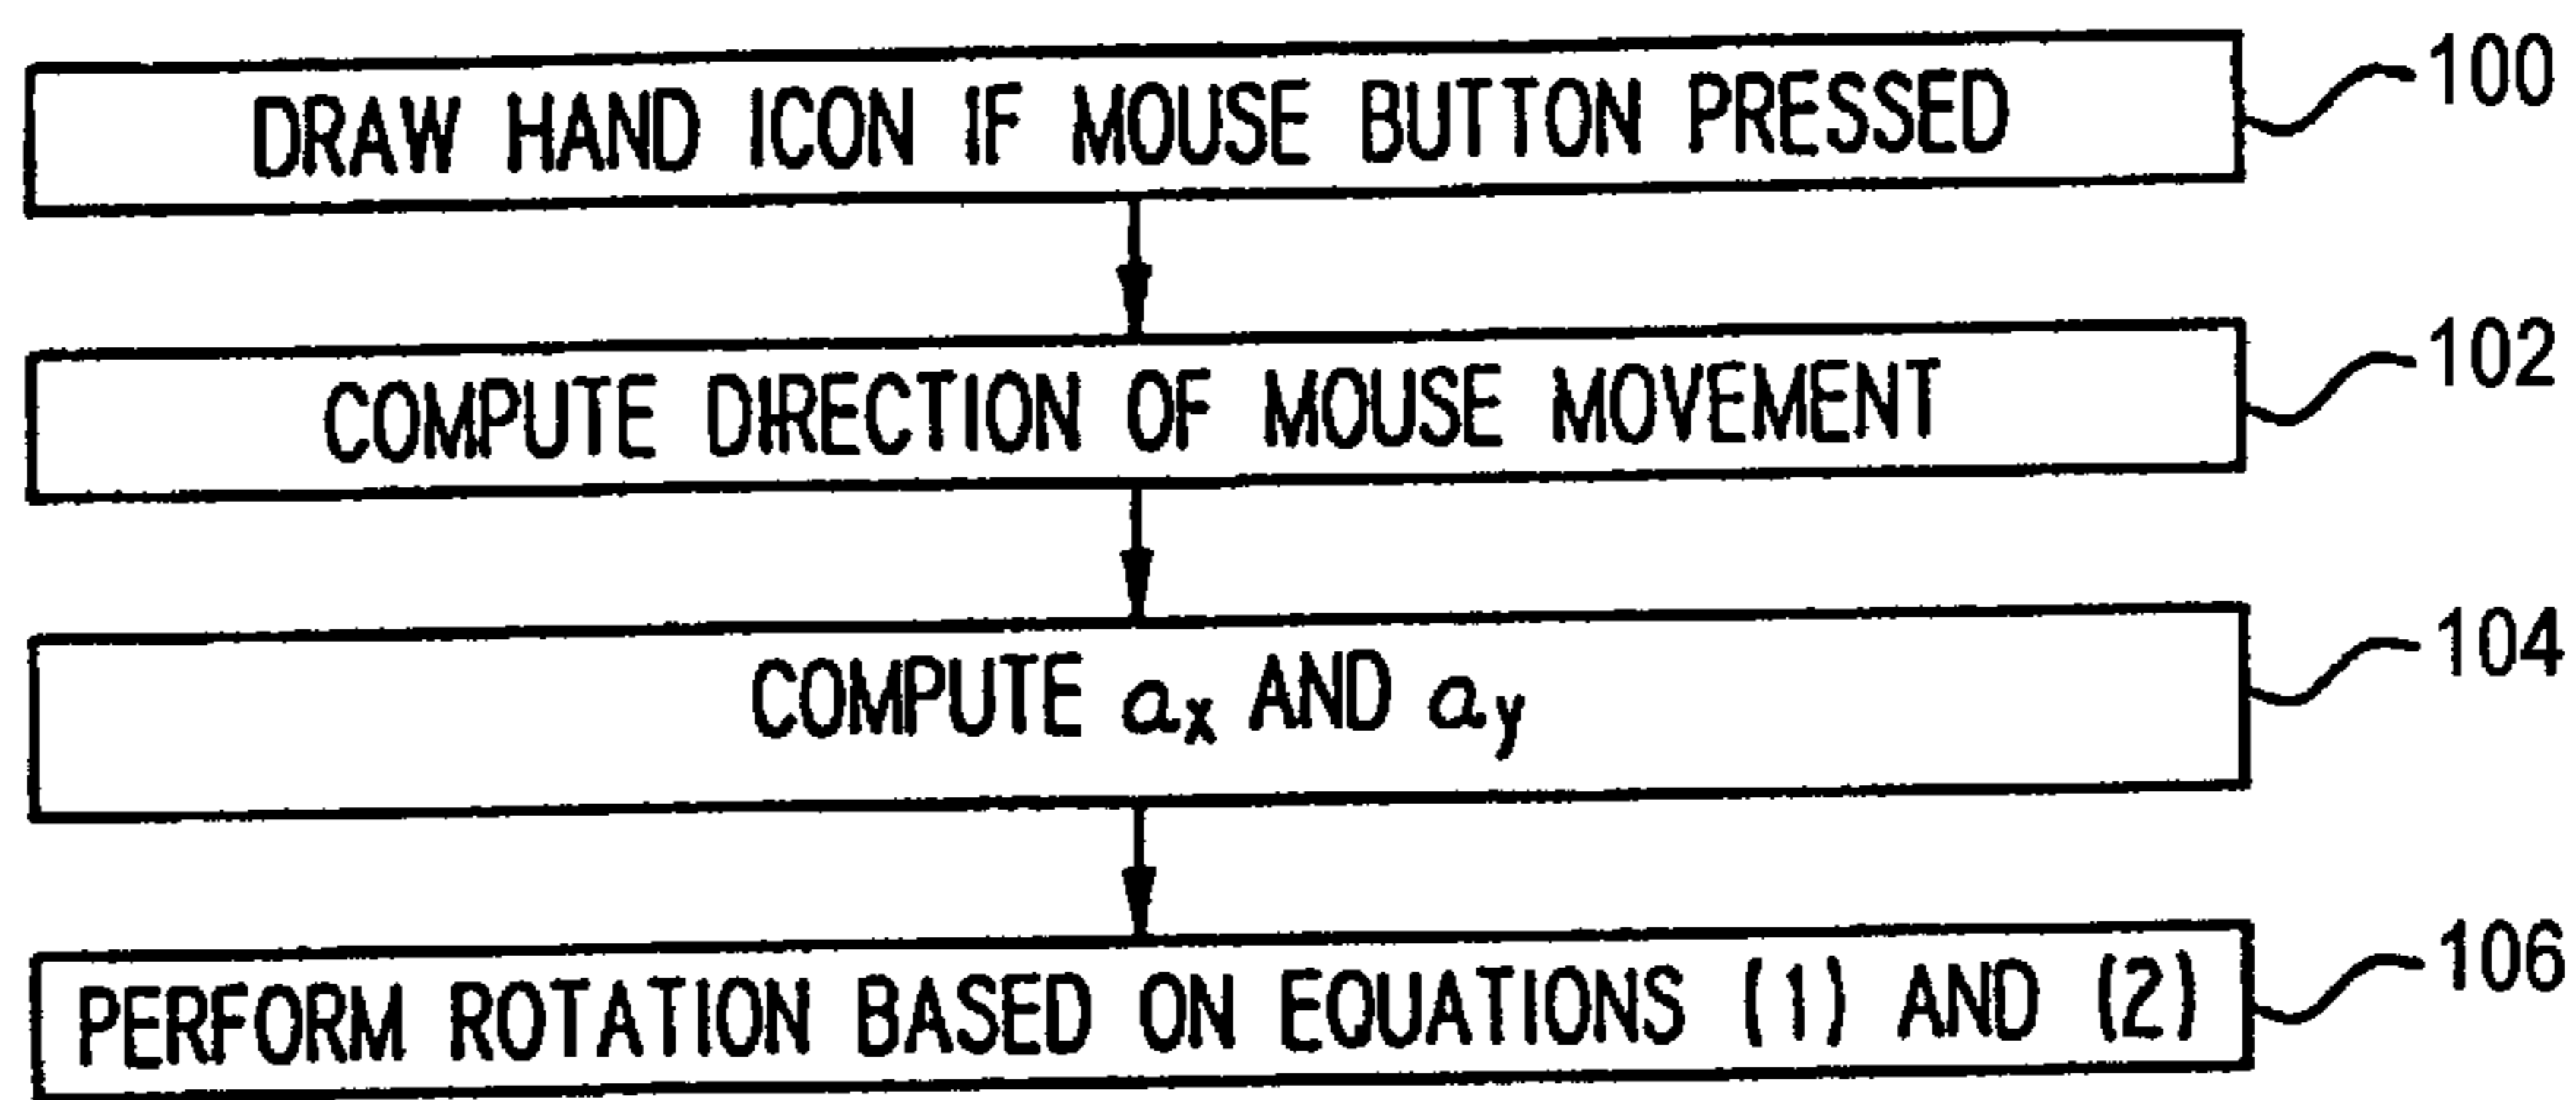 DRAW HAND ICON IF MOUSE BUTTON PRESSED 100
COMPUTE DIRECTION OF MOUSE MOVEMENT 102
COMPUTE aₓ AND a_y 104
PERFORM ROTATION BASED ON EQUATIONS (1) AND (2) 106